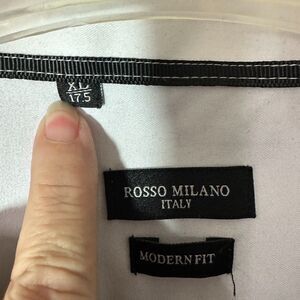 XL
17.5
ROSSO MILANO
ITALY
MODERN FIT